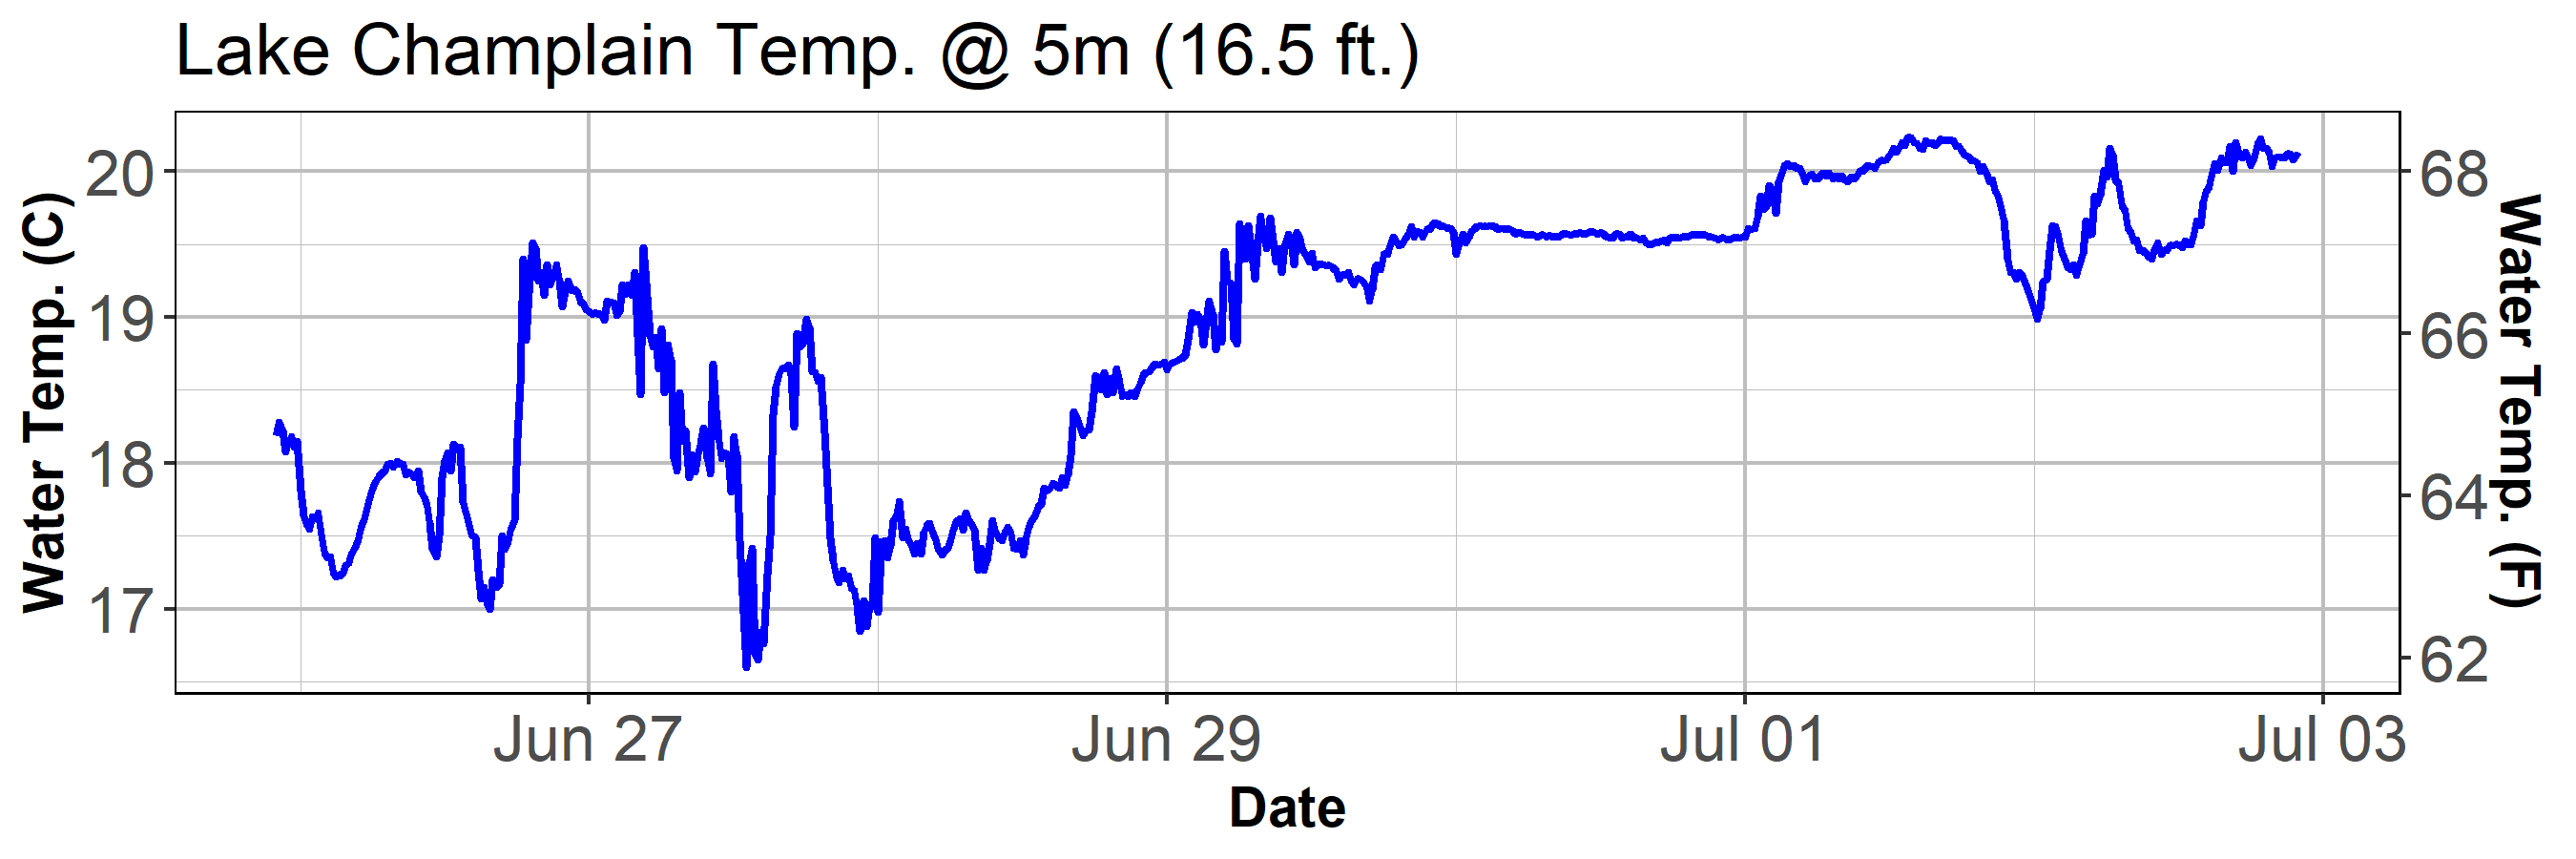 Lake Champlain Temp. @ 5m (16.5 ft.)
Water Temp. (C)
20
19
18
17
68
66
64
62
Water Temp. (F)
Jun 27
Jun 29
Jul 01
Jul 03
Date